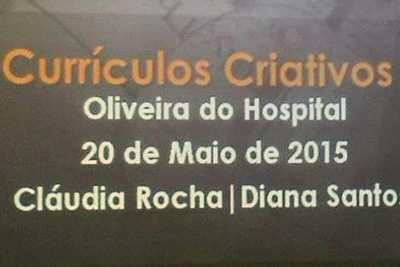 Currículos Criativos
Oliveira do Hospital
20 de Maio de 2015
Cláudia Rocha|Diana Santo